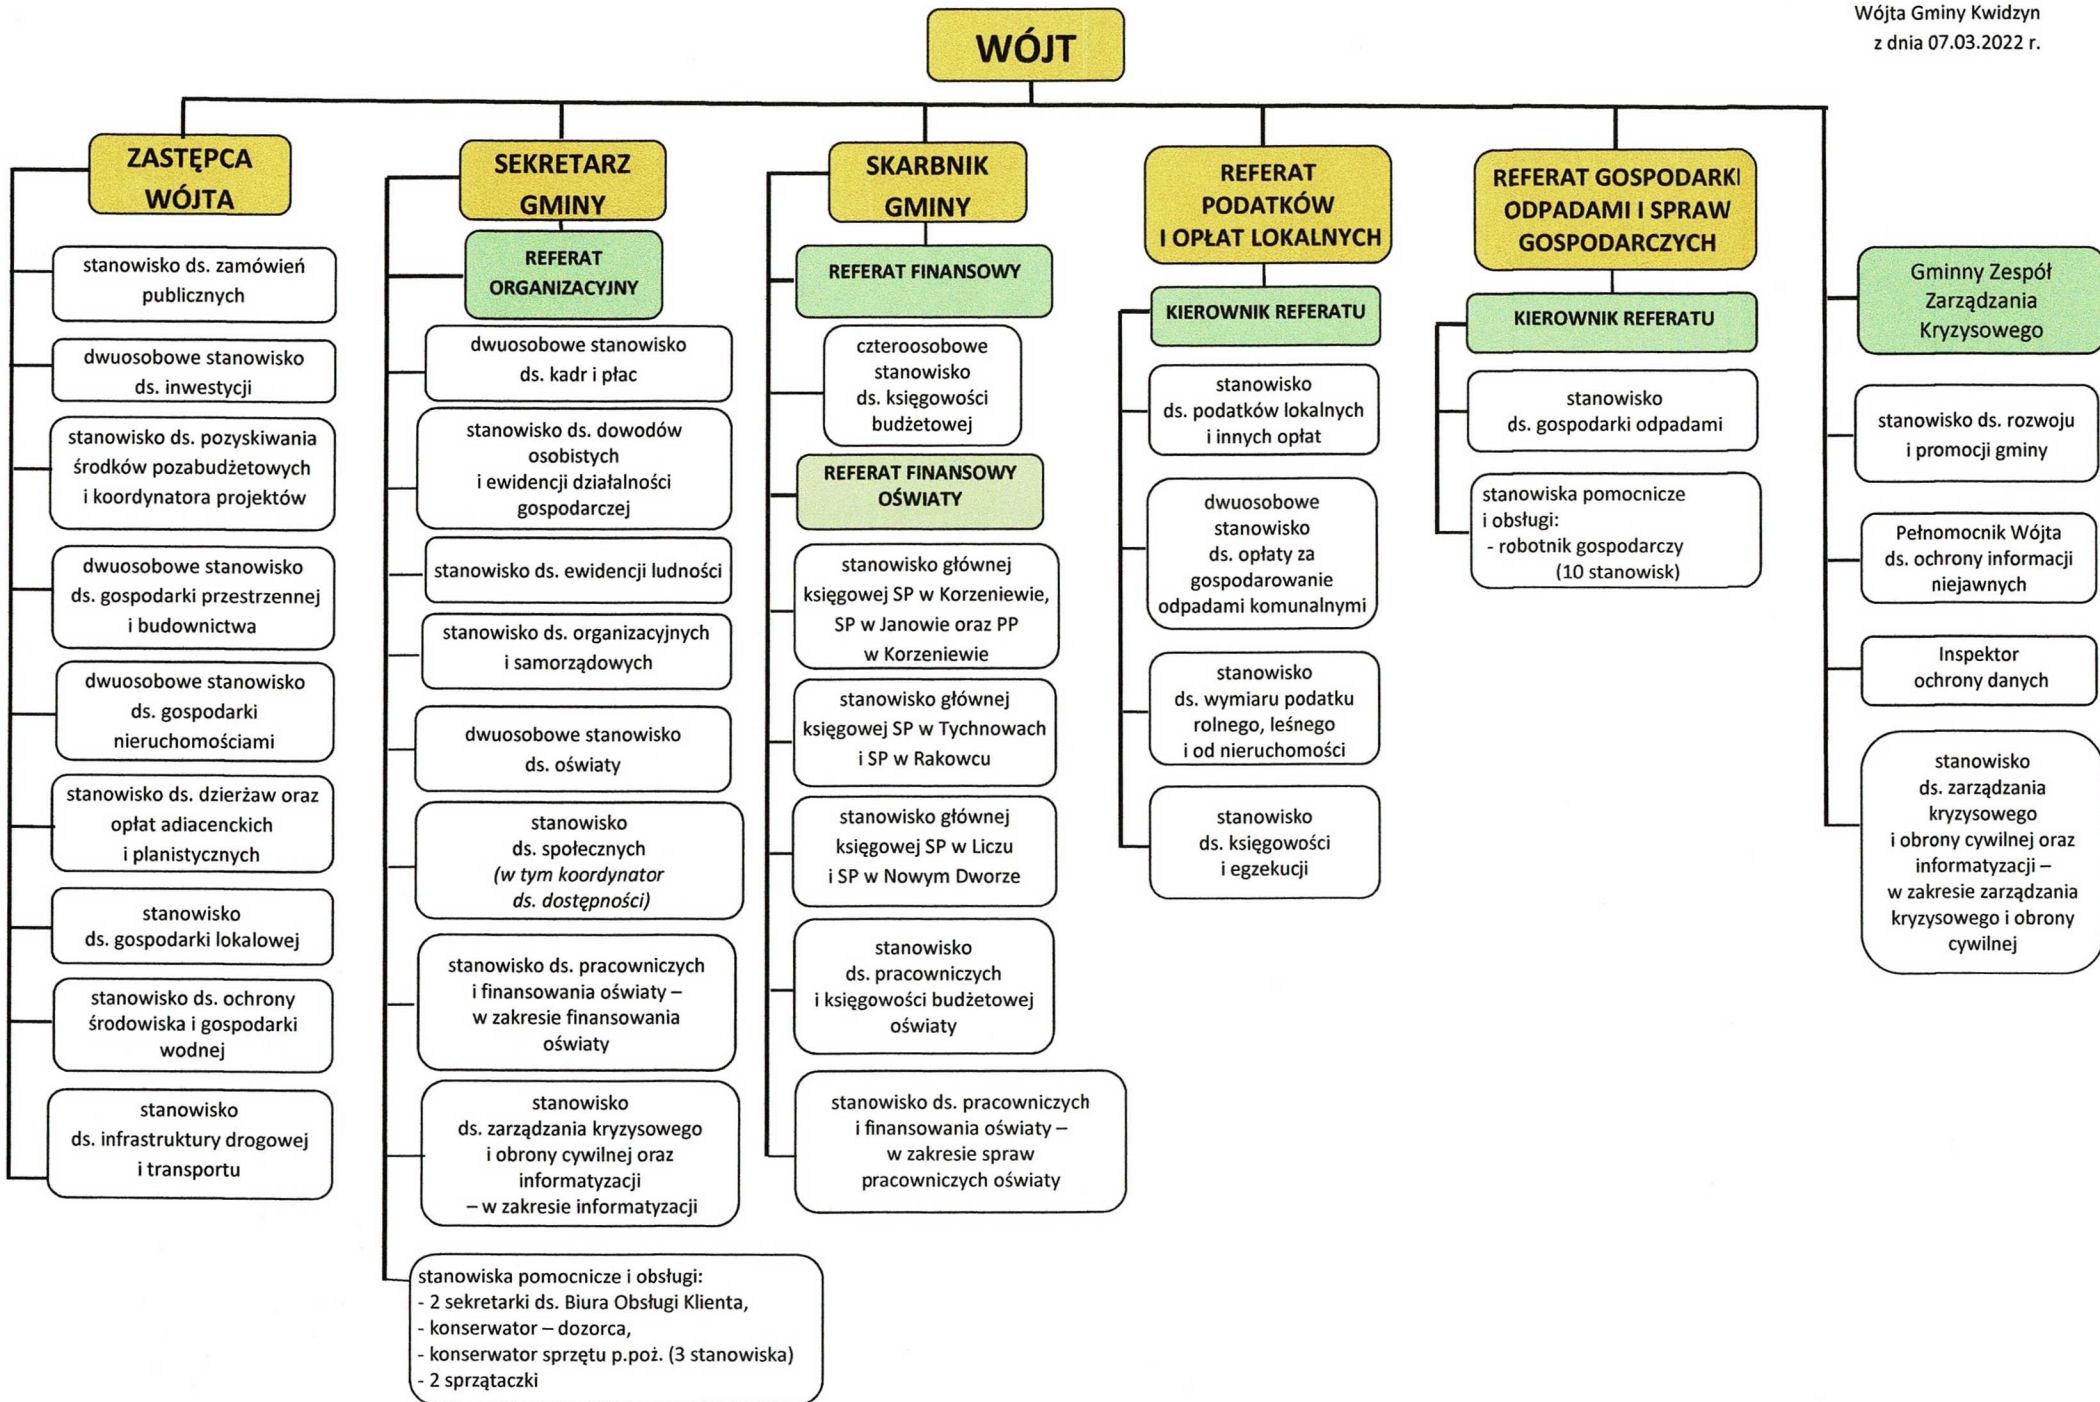 Wójta Gminy Kwidzyn
z dnia 07.03.2022 r.
WÓJT
ZASTĘPCA
WÓJTA
stanowisko ds. zamówień
publicznych
dwuosobowe stanowisko
ds. inwestycji
stanowisko ds. pozyskiwania
środków pozabudżetowych
i koordynatora projektów
dwuosobowe stanowisko
ds. gospodarki przestrzennej
i budownictwa
dwuosobowe stanowisko
ds. gospodarki
nieruchomościami
stanowisko ds. dzierżaw oraz
opłat adiacenckich
i planistycznych
stanowisko
ds. gospodarki lokalowej
stanowisko ds. ochrony
środowiska i gospodarki
wodnej
stanowisko
ds. infrastruktury drogowej
i transportu
SEKRETARZ
GMINY
REFERAT
ORGANIZACYJNY
dwuosobowe stanowisko
ds. kadr i płac
stanowisko ds. dowodów
osobistych
i ewidencji działalności
gospodarczej
stanowisko ds. ewidencji ludności
stanowisko ds. organizacyjnych
i samorządowych
dwuosobowe stanowisko
ds. oświaty
stanowisko
ds. społecznych
(w tym koordynator
ds. dostępności)
stanowisko ds. pracowniczych
i finansowania oświaty –
w zakresie finansowania
oświaty
stanowisko
ds. zarządzania kryzysowego
i obrony cywilnej oraz
informatyzacji
– w zakresie informatyzacji
stanowiska pomocnicze i obsługi:
- 2 sekretarki ds. Biura Obsługi Klienta,
- konserwator – dozorca,
- konserwator sprzętu p.poż. (3 stanowiska)
- 2 sprzątaczki
SKARBNIK
GMINY
REFERAT FINANSOWY
czteroosobowe
stanowisko
ds. księgowości
budżetowej
REFERAT FINANSOWY
OŚWIATY
stanowisko głównej
księgowej SP w Korzeniewie,
SP w Janowie oraz PP
w Korzeniewie
stanowisko głównej
księgowej SP w Tychnowach
i SP w Rakowcu
stanowisko głównej
księgowej SP w Liczu
i SP w Nowym Dworze
stanowisko
ds. pracowniczych
i księgowości budżetowej
oświaty
stanowisko ds. pracowniczych
i finansowania oświaty –
w zakresie spraw
pracowniczych oświaty
REFERAT
PODATKÓW
I OPŁAT LOKALNYCH
KIEROWNIK REFERATU
stanowisko
ds. podatków lokalnych
i innych opłat
dwuosobowe
stanowisko
ds. opłaty za
gospodarowanie
odpadami komunalnymi
stanowisko
ds. wymiaru podatku
rolnego, leśnego
i od nieruchomości
stanowisko
ds. księgowości
i egzekucji
REFERAT GOSPODARKI
ODPADAMI I SPRAW
GOSPODARCZYCH
KIEROWNIK REFERATU
stanowisko
ds. gospodarki odpadami
stanowiska pomocnicze
i obsługi:
- robotnik gospodarczy
(10 stanowisk)
Gminny Zespół
Zarządzania
Kryzysowego
stanowisko ds. rozwoju
i promocji gminy
Pełnomocnik Wójta
ds. ochrony informacji
niejawnych
Inspektor
ochrony danych
stanowisko
ds. zarządzania
kryzysowego
i obrony cywilnej oraz
informatyzacji –
w zakresie zarządzania
kryzysowego i obrony
cywilnej